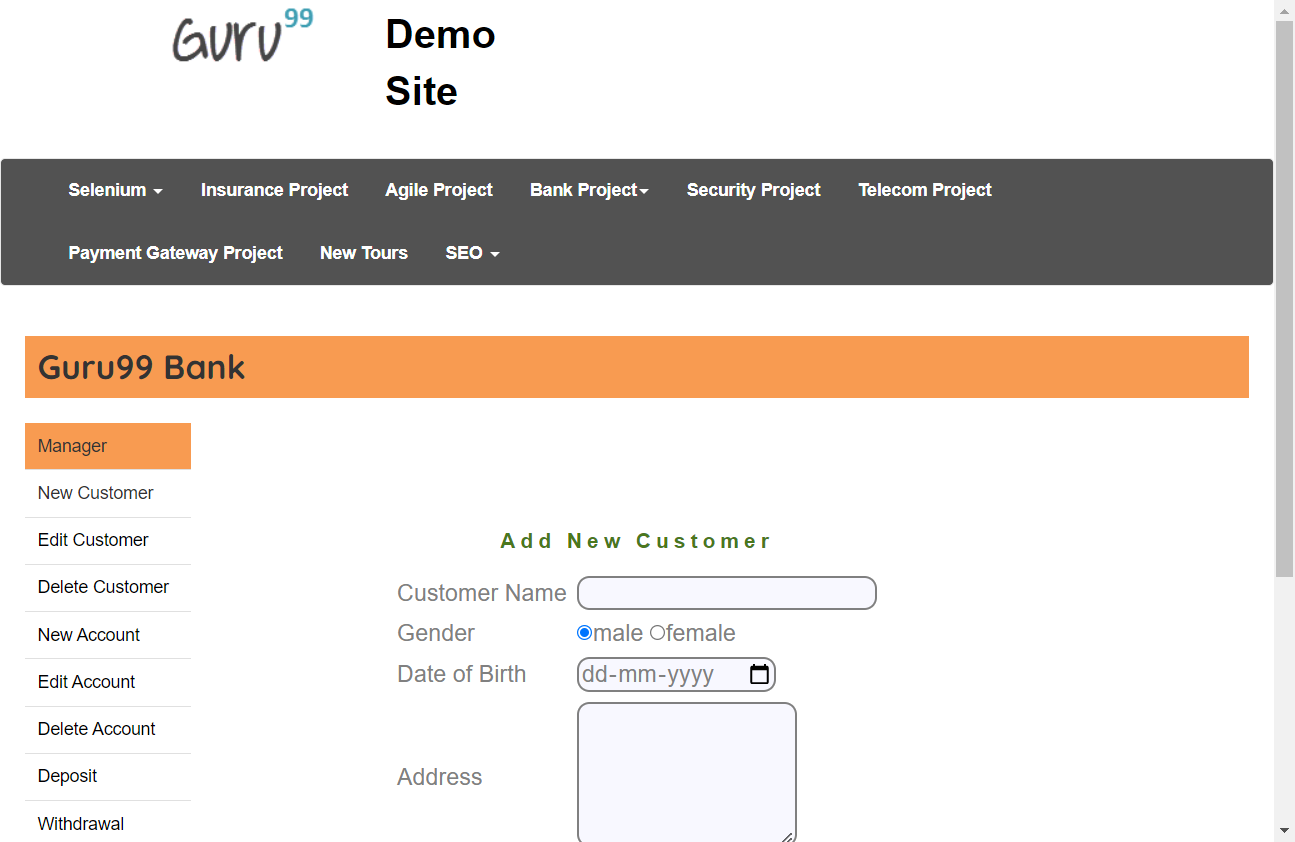 Guru99
Demo
Site
Selenium Insurance Project Agile Project Bank Project Security Project Telecom Project
Payment Gateway Project New Tours SEO
Guru99 Bank
Manager
New Customer
Edit Customer
Delete Customer
New Account
Edit Account
Delete Account
Deposit
Withdrawal
Add New Customer
Customer Name
Gender male female
Date of Birth dd-mm-yyyy
Address